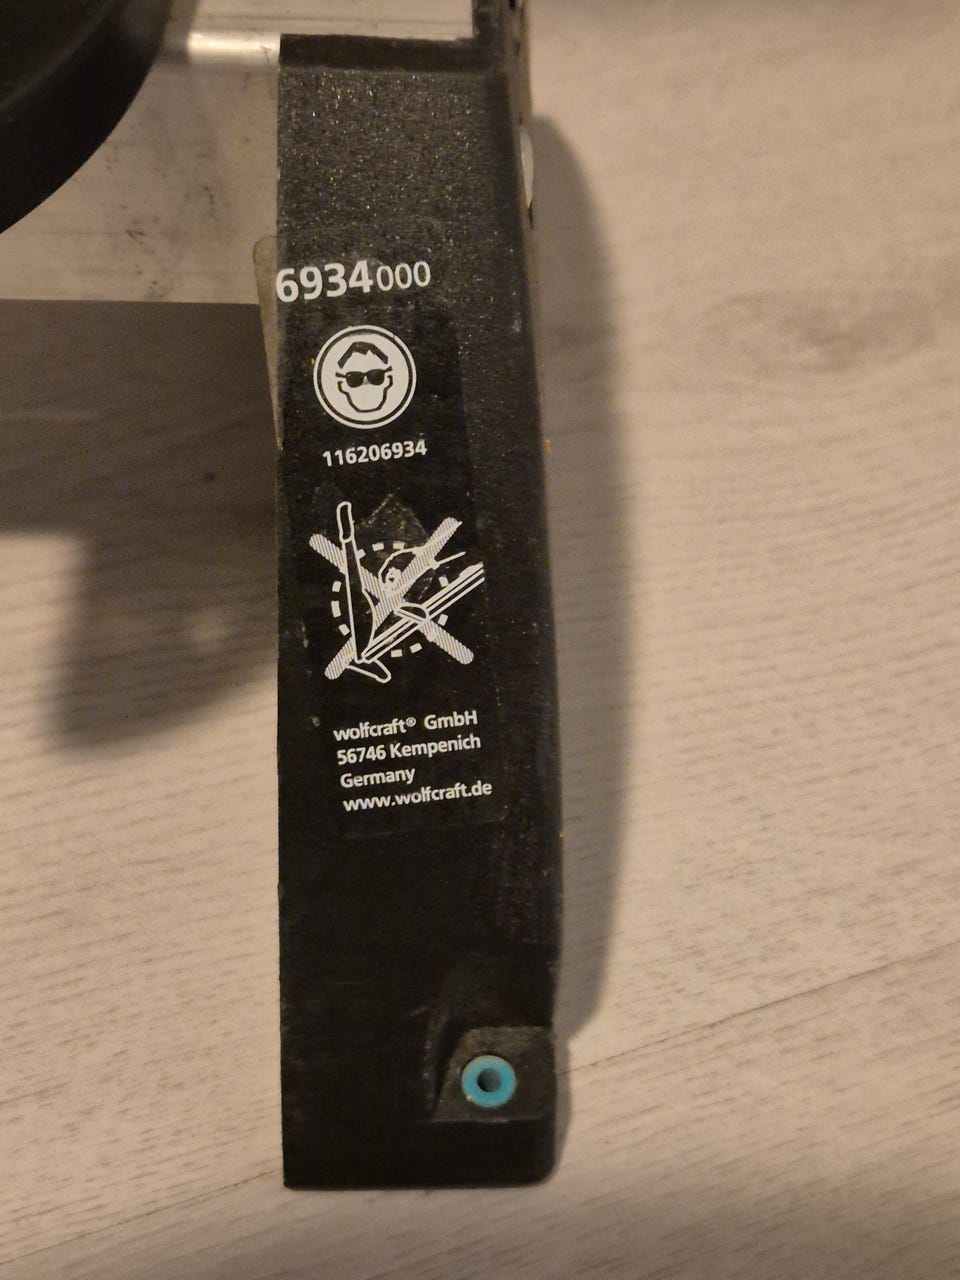 6934000
116206934
wolfcraft® GmbH
56746 Kempenich
Germany
www.wolfcraft.de